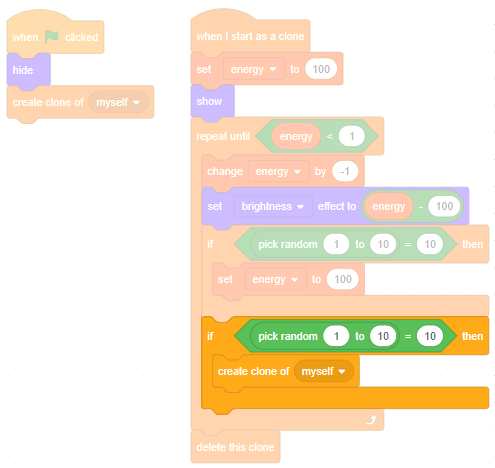 when clicked
hide
create clone of myself
when I start as a clone
set energy to 100
show
repeat until energy < 1
change energy by -1
set brightness effect to energy - 100
if pick random 1 to 10 = 10 then
set energy to 100
if pick random 1 to 10 = 10 then
create clone of myself
delete this clone